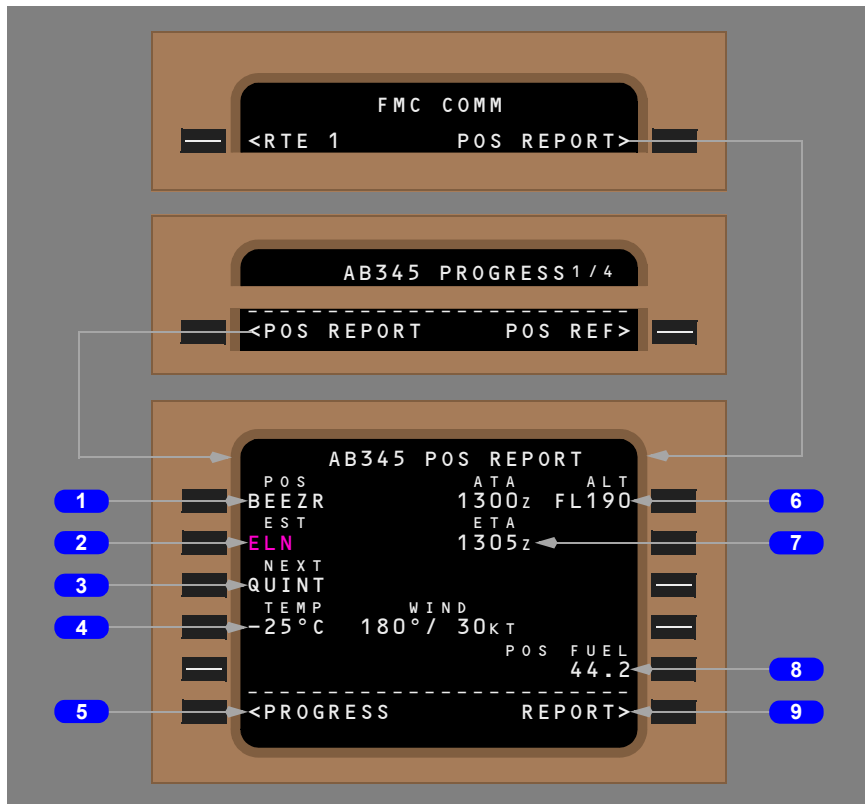 FMC COMM
<RTE 1 POS REPORT>
AB345 PROGRESS 1/4
<POS REPORT POS REF>
AB345 POS REPORT
POS ATA ALT
1 BEEZR 1300z FL190 6
EST ETA
2 ELN 1305z 7
NEXT
3 QUINT
TEMP WIND
4 -25°C 180°/ 30KT
POS FUEL
44.2 8
5 <PROGRESS REPORT> 9